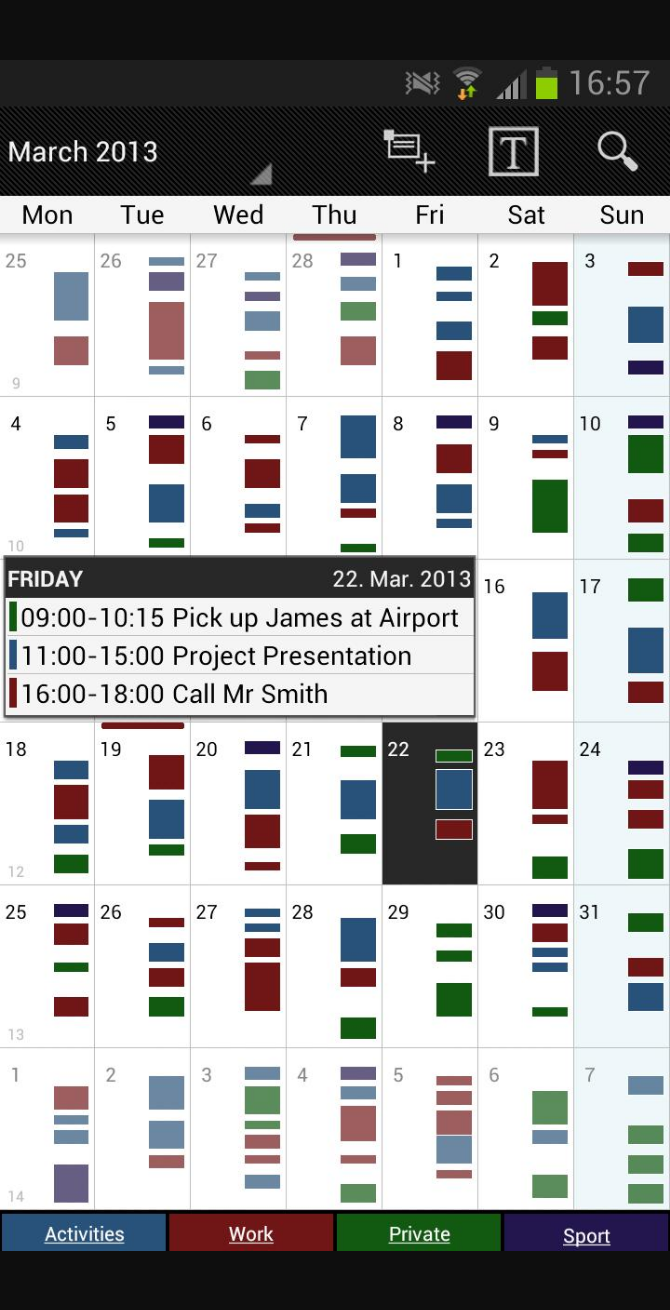 16:57
March 2013
T
Mon Tue Wed Thu Fri Sat Sun
25 26 27 28 1 2 3
9
4 5 6 7 8 9 10
10
FRIDAY 22. Mar. 2013
09:00-10:15 Pick up James at Airport
11:00-15:00 Project Presentation
16:00-18:00 Call Mr Smith
16 17
18 19 20 21 22 23 24
12
25 26 27 28 29 30 31
13
1 2 3 4 5 6 7
14
Activities Work Private Sport